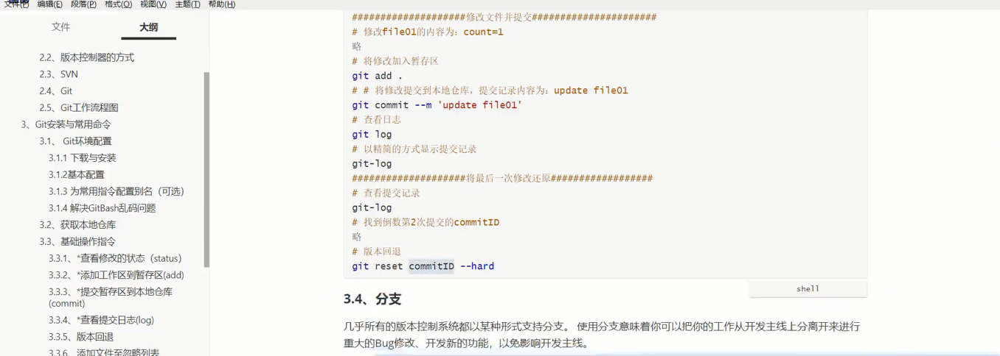 文件(F) 编辑(E) 段落(P) 格式(O) 视图(V) 主题(T) 帮助(H)
文件 大纲
2.2、版本控制器的方式
2.3、SVN
2.4、Git
2.5、Git工作流程图
3、Git安装与常用命令
3.1、 Git环境配置
3.1.1 下载与安装
3.1.2基本配置
3.1.3 为常用指令配置别名（可选）
3.1.4 解决GitBash乱码问题
3.2、获取本地仓库
3.3、基础操作指令
3.3.1、*查看修改的状态（status）
3.3.2、*添加工作区到暂存区(add)
3.3.3、*提交暂存区到本地仓库
(commit)
3.3.4、*查看提交日志(log)
3.3.5、版本回退
3.3.6、添加文件至忽略列表
####################修改文件并提交######################
# 修改file01的内容为：count=1
略
# 将修改加入暂存区
git add .
# # 将修改提交到本地仓库，提交记录内容为：update file01
git commit --m 'update file01'
# 查看日志
git log
# 以精简的方式显示提交记录
git-log
####################将最后一次修改还原##################
# 查看提交记录
git-log
# 找到倒数第2次提交的commitID
略
# 版本回退
git reset commitID --hard
shell
3.4、分支
几乎所有的版本控制系统都以某种形式支持分支。 使用分支意味着你可以把你的工作从开发主线上分离开来进行
重大的Bug修改、开发新的功能，以免影响开发主线。